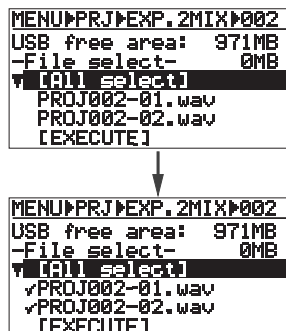 MENU▶PRJ▶EXP.2MIX▶002
USB free area: 971MB
—File select— 0MB
▼ [All select]
PROJ002-01.wav
PROJ002-02.wav
[EXECUTE]
MENU▶PRJ▶EXP.2MIX▶002
USB free area: 971MB
—File select— 0MB
▼ [All select]
✓PROJ002-01.wav
✓PROJ002-02.wav
[EXECUTE]